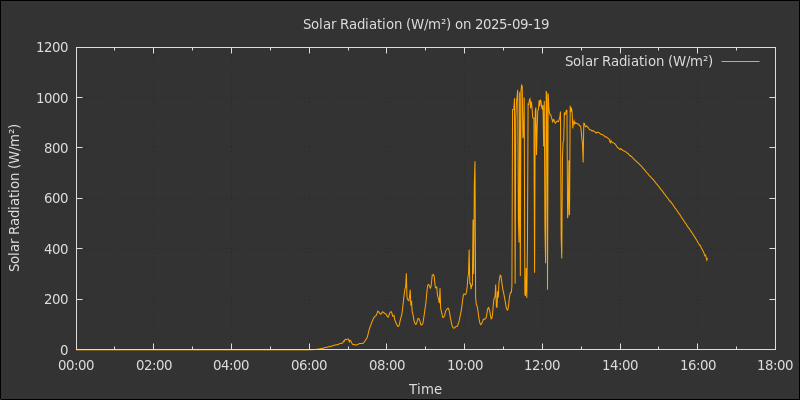 Solar Radiation (W/m²) on 2025-09-19
Solar Radiation (W/m²)
Solar Radiation (W/m²)
1200
1000
800
600
400
200
0
00:00 02:00 04:00 06:00 08:00 10:00 12:00 14:00 16:00 18:00
Time